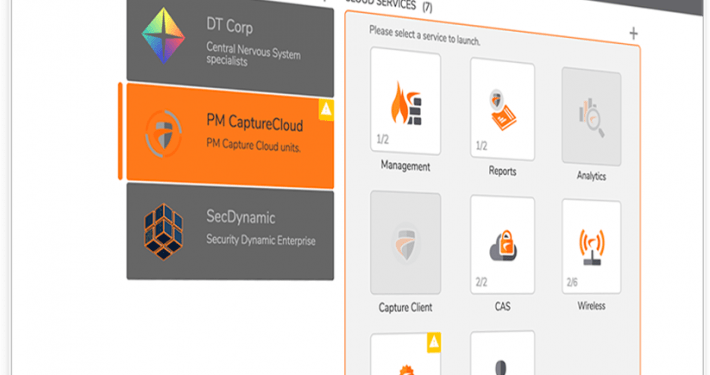 CLOUD SERVICES (7)
Please select a service to launch.
DT Corp
Central Nervous System
specialists
PM CaptureCloud
PM Capture Cloud units.
SecDynamic
Security Dynamic Enterprise
1/2
Management
1/2
Reports
Analytics
Capture Client
2/2
CAS
2/6
Wireless